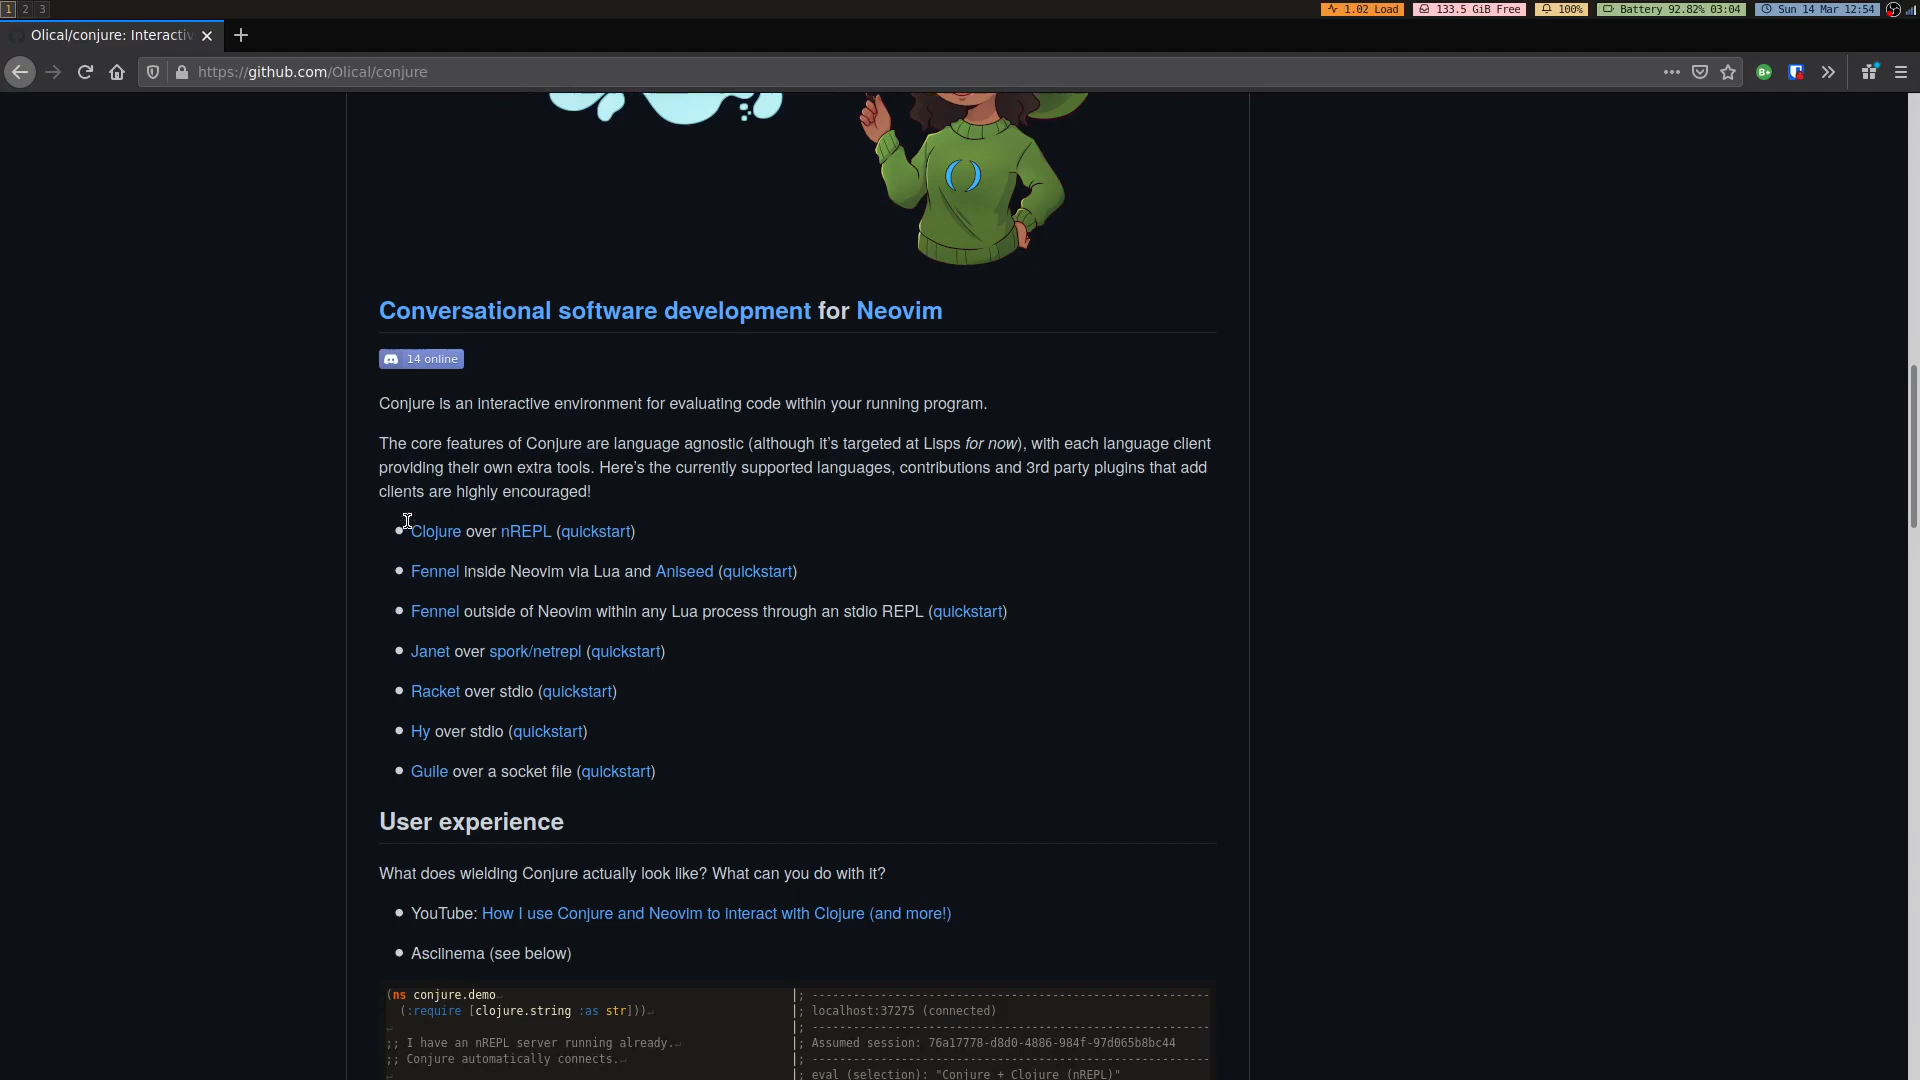 1 2 3
1.02 Load 133.5 GiB Free 100% Battery 92.82% 03:04 Sun 14 Mar 12:54
Olical/conjure: Interactiv
https://github.com/Olical/conjure
B+
()
Conversational software development for Neovim
14 online
Conjure is an interactive environment for evaluating code within your running program.
The core features of Conjure are language agnostic (although it’s targeted at Lisps for now), with each language client
providing their own extra tools. Here’s the currently supported languages, contributions and 3rd party plugins that add
clients are highly encouraged!
Clojure over nREPL (quickstart)
Fennel inside Neovim via Lua and Aniseed (quickstart)
Fennel outside of Neovim within any Lua process through an stdio REPL (quickstart)
Janet over spork/netrepl (quickstart)
Racket over stdio (quickstart)
Hy over stdio (quickstart)
Guile over a socket file (quickstart)
User experience
What does wielding Conjure actually look like? What can you do with it?
YouTube: How I use Conjure and Neovim to interact with Clojure (and more!)
Asciinema (see below)
(ns conjure.demo
(:require [clojure.string :as str]))
;; I have an nREPL server running already.
;; Conjure automatically connects.
; --------------------------------------------------------
; localhost:37275 (connected)
; --------------------------------------------------------
; Assumed session: 76a17778-d8d0-4886-984f-97d065b8bc44
; --------------------------------------------------------
; eval (selection): "Conjure + Clojure (nREPL)"